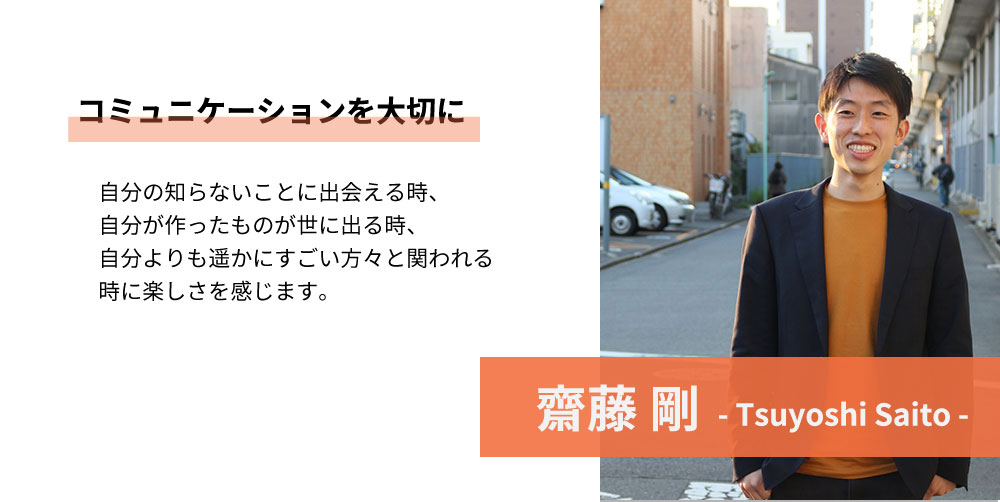 コミュニケーションを大切に
自分の知らないことに出会える時、
自分が作ったものが世に出る時、
自分よりも遥かにすごい方々と関われる
時に楽しさを感じます。
齋藤 剛 - Tsuyoshi Saito -